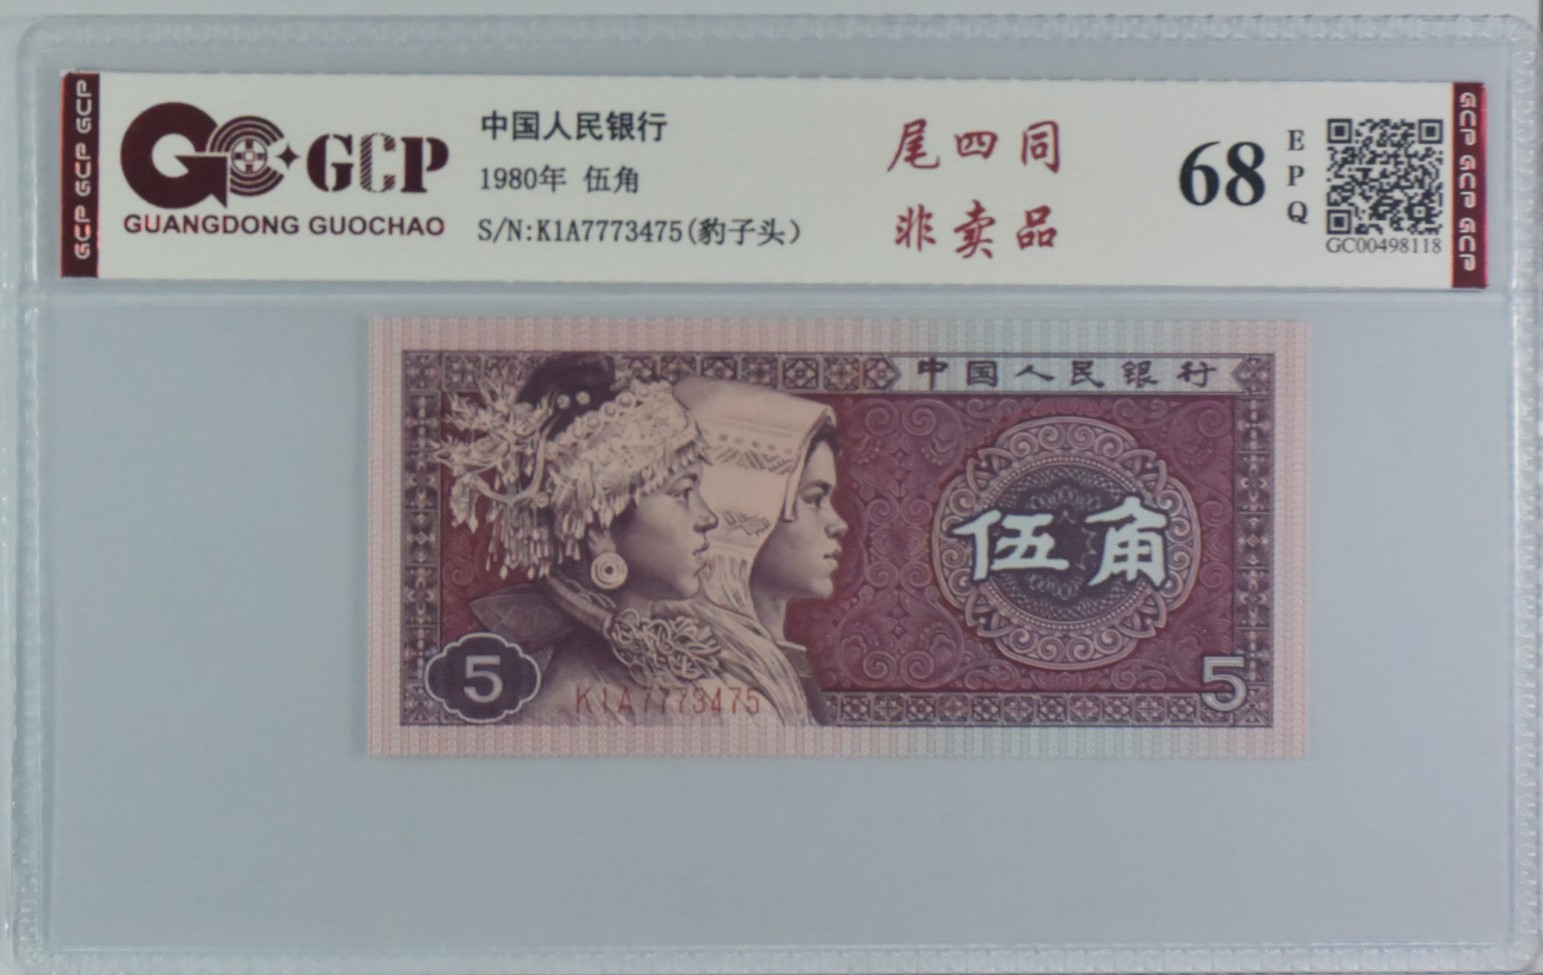 GCP GCP GCP
GCP
GUANGDONG GUOCHAO
中国人民银行
1980年 伍角
S/N:K1A7773475(豹子头)
尾四同
非卖品
68
EPQ
GC00498118
GCP GCP GCP
中国人民银行
伍角
5
K1A7773475
5